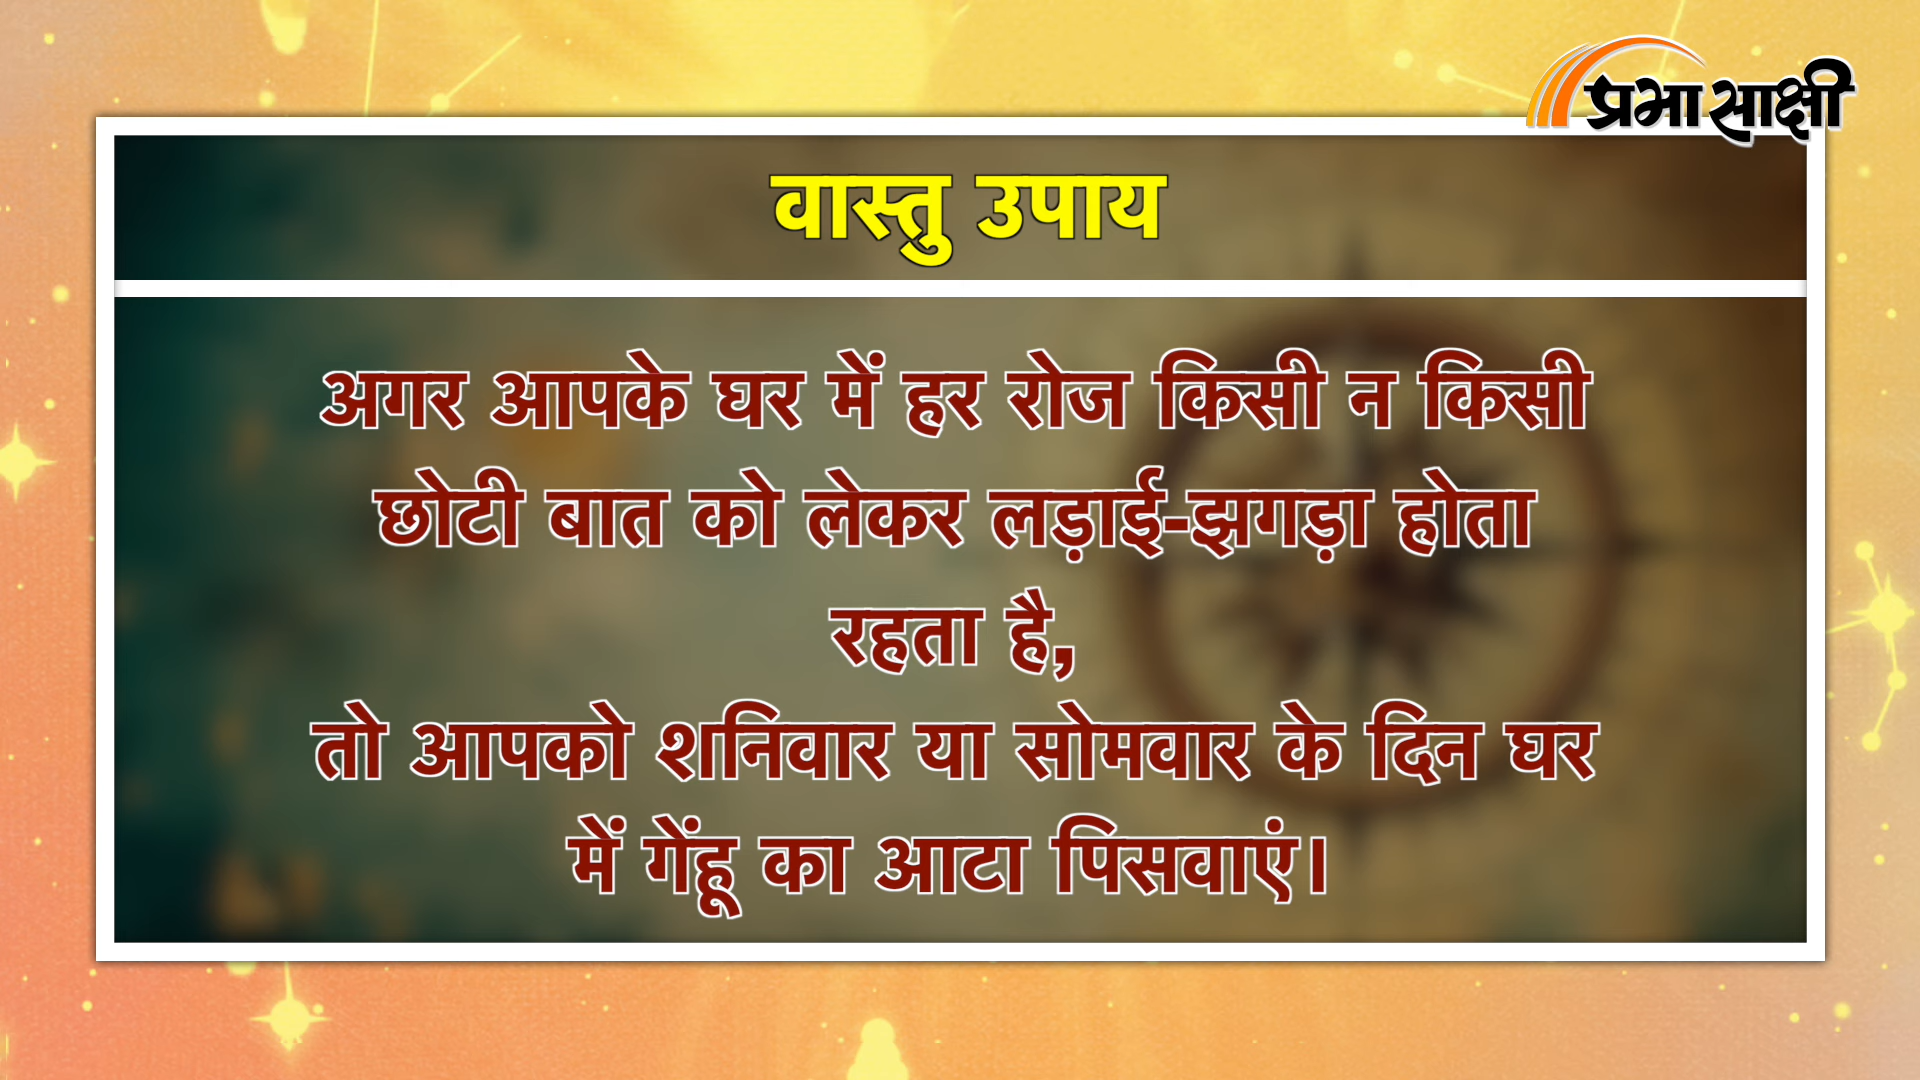 प्रभासाक्षी
वास्तु उपाय
अगर आपके घर में हर रोज किसी न किसी
छोटी बात को लेकर लड़ाई-झगड़ा होता
रहता है,
तो आपको शनिवार या सोमवार के दिन घर
में गेंहू का आटा पिसवाएं।